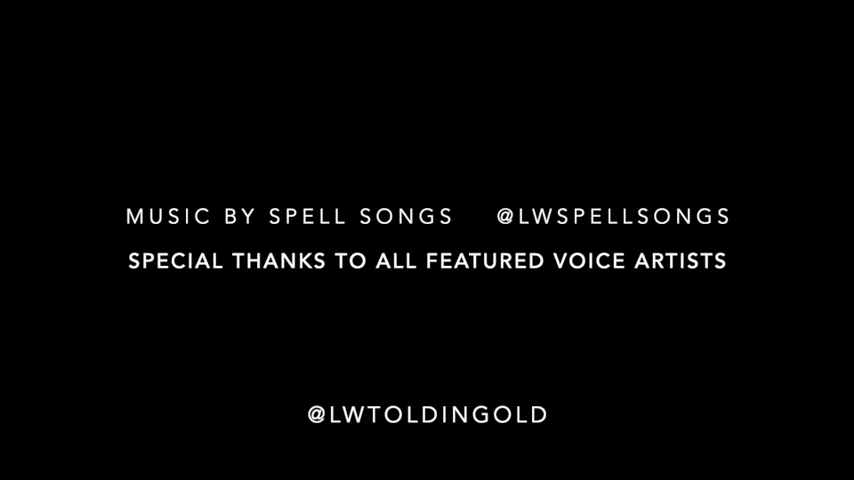 MUSIC BY SPELL SONGS @LWSPELLSONGS
SPECIAL THANKS TO ALL FEATURED VOICE ARTISTS
@LWTOLDINGOLD